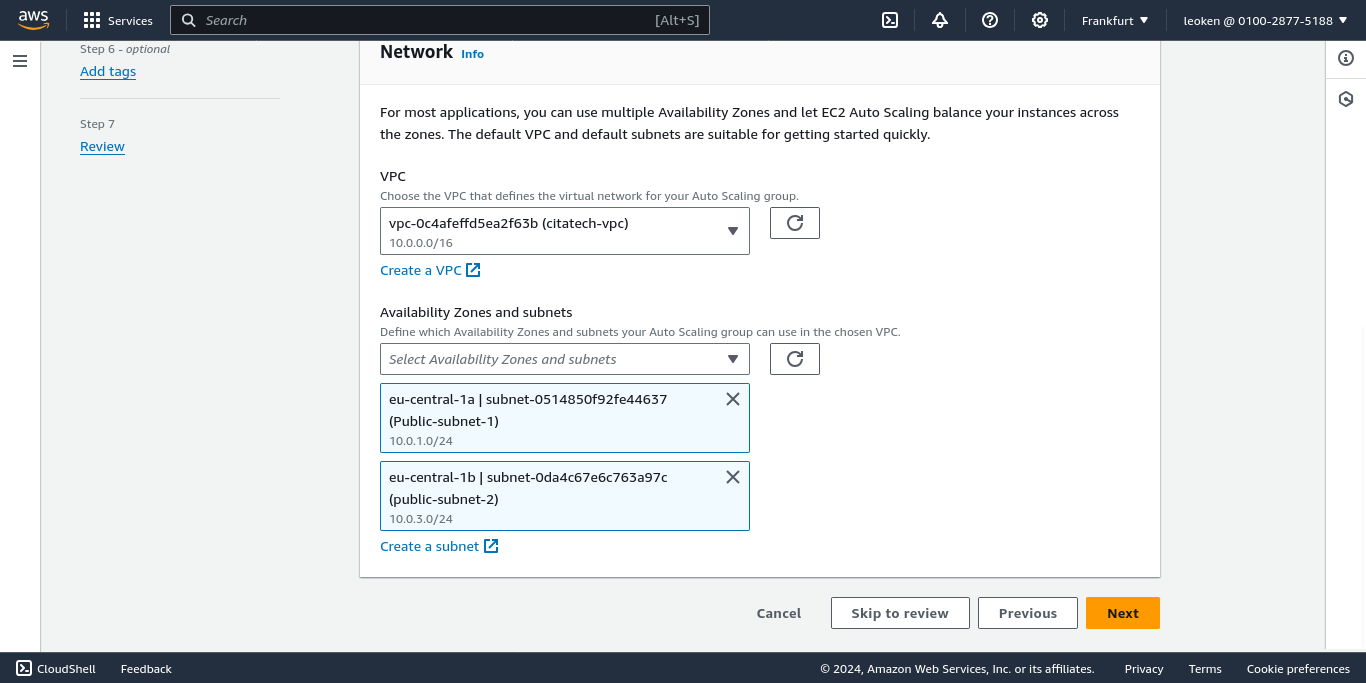 aws
Services
Search
[Alt+S]
Frankfurt
leoken @ 0100-2877-5188
Step 6 - optional
Add tags
Step 7
Review
Network Info
For most applications, you can use multiple Availability Zones and let EC2 Auto Scaling balance your instances across
the zones. The default VPC and default subnets are suitable for getting started quickly.
VPC
Choose the VPC that defines the virtual network for your Auto Scaling group.
vpc-0c4afeffd5ea2f63b (citatech-vpc)
10.0.0.0/16
Create a VPC
Availability Zones and subnets
Define which Availability Zones and subnets your Auto Scaling group can use in the chosen VPC.
Select Availability Zones and subnets
eu-central-1a | subnet-0514850f92fe44637
(Public-subnet-1)
10.0.1.0/24
eu-central-1b | subnet-0da4c67e6c763a97c
(public-subnet-2)
10.0.3.0/24
Create a subnet
Cancel
Skip to review
Previous
Next
CloudShell
Feedback
© 2024, Amazon Web Services, Inc. or its affiliates.
Privacy
Terms
Cookie preferences